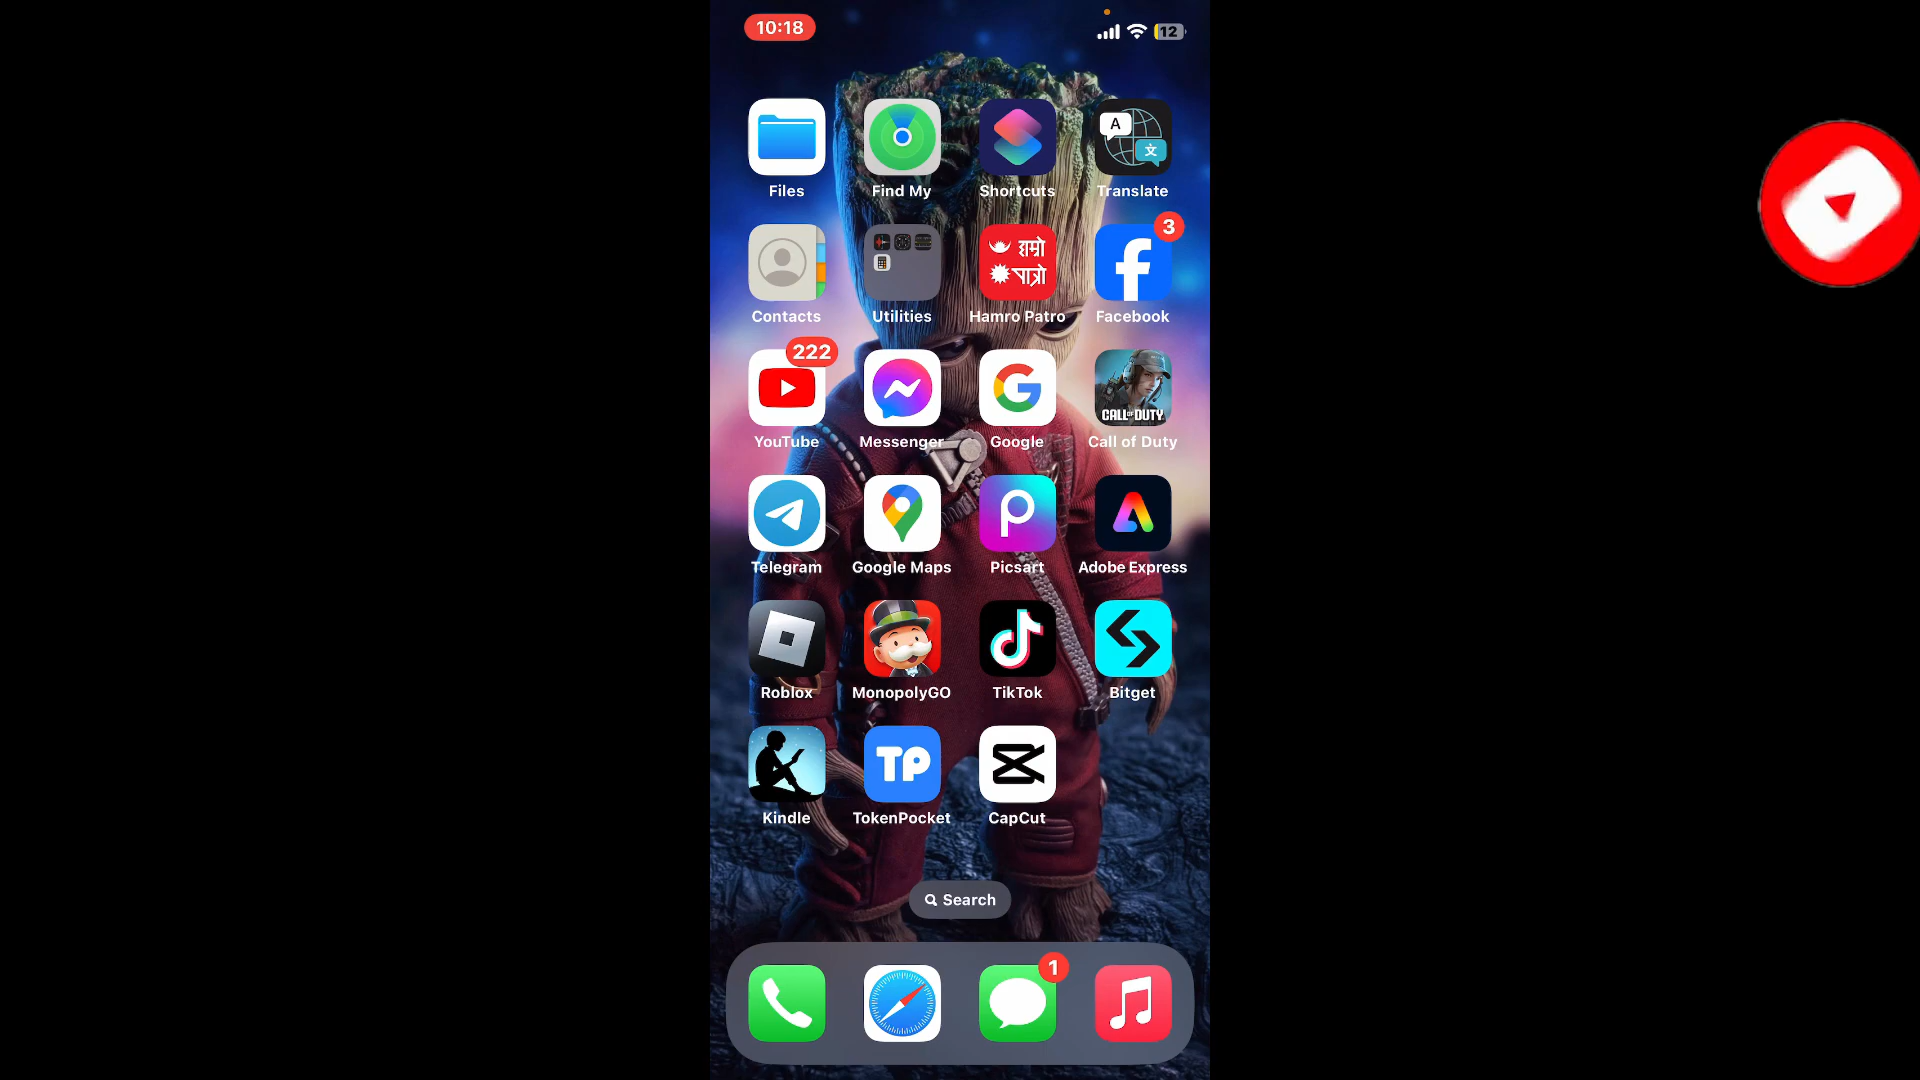 10:18
12
A
文
Files
Find My
Shortcuts
Translate
हाम्रो
पात्रो
3
Contacts
Utilities
Hamro Patro
Facebook
222
CALL OF DUTY
YouTube
Messenger
Google
Call of Duty
Telegram
Google Maps
Picsart
Adobe Express
Roblox
MonopolyGO
TikTok
Bitget
TP
Kindle
TokenPocket
CapCut
Search
1